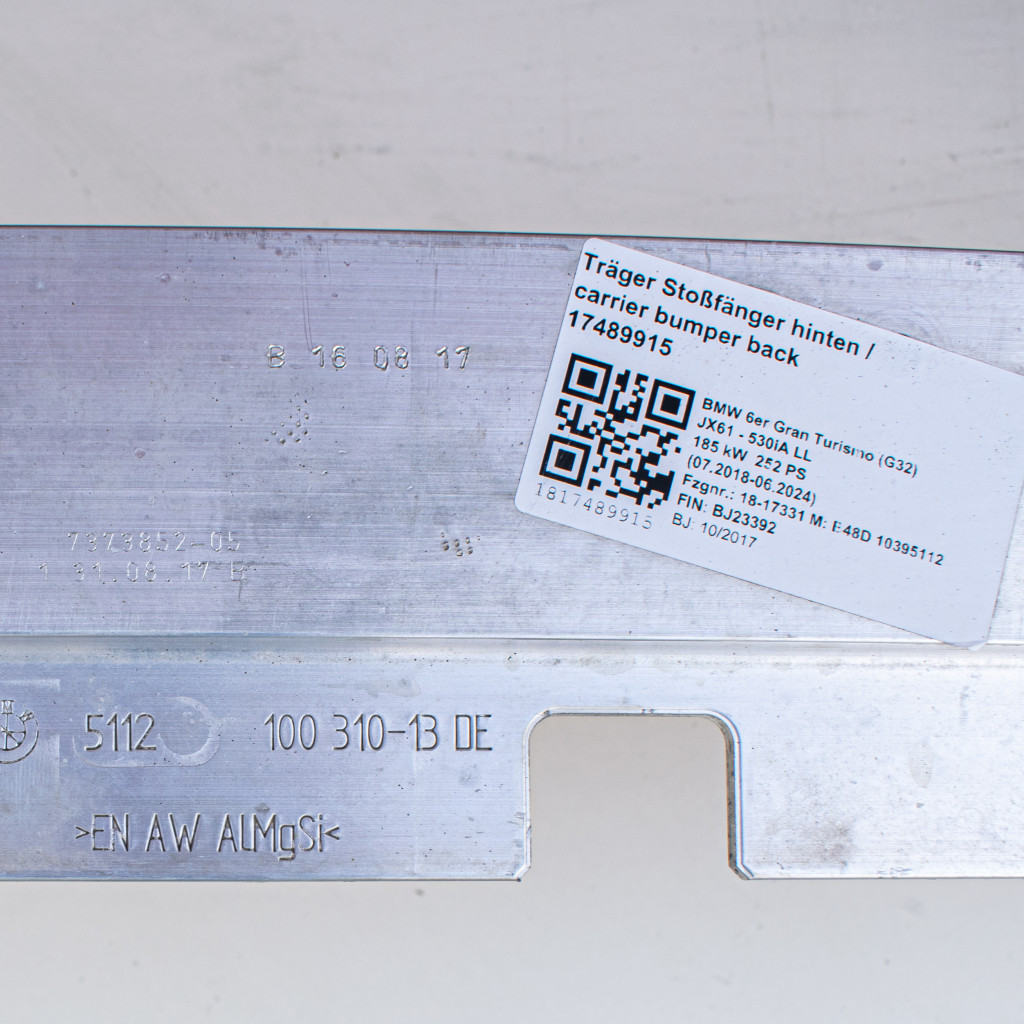 Träger Stoßfänger hinten /
carrier bumper back
17489915
BMW 6er Gran Turismo (G32)
JX61 - 530iA LL
185 kW 252 PS
(07.2018-06.2024)
Fzgnr.: 18-17331 M: B48D 10395112
FIN: BJ23392
BJ: 10/2017
1817489915
B 16 08 17
7373852-05
1 31.08.17 B
5112 100 310-13 DE
>EN AW AlMgSi<